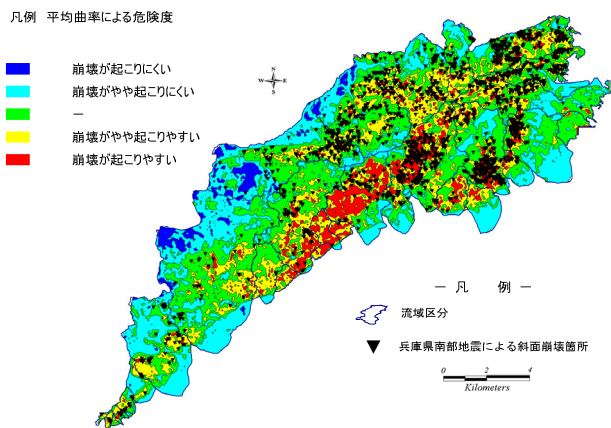 凡例 平均曲率による危険度
崩壊が起こりにくい
崩壊がやや起こりにくい
ー
崩壊がやや起こりやすい
崩壊が起こりやすい
N
W E
S
ー 凡 例 ー
流域区分
兵庫県南部地震による斜面崩壊箇所
0 2 4
Kilometers